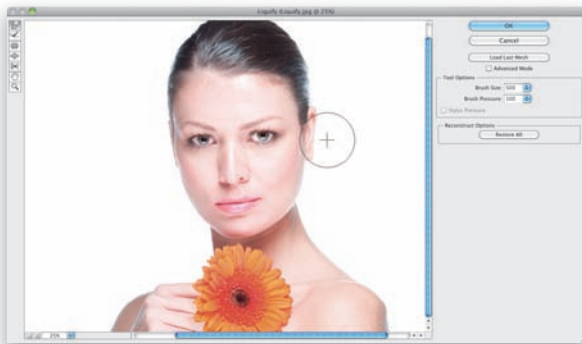 Liquify (Liquify.jpg @ 25%)
OK
Cancel
Load Last Mesh
Advanced Mode
Tool Options
Brush Size: 500
Brush Pressure: 100
Stylus Pressure
Reconstruct Options
Restore All
25%